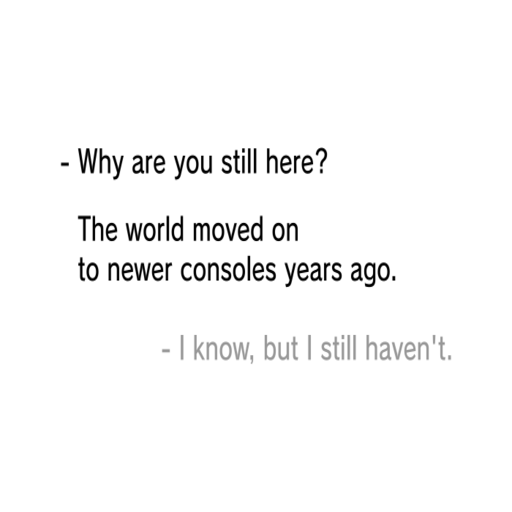 - Why are you still here?
The world moved on
to newer consoles years ago.
- I know, but I still haven't.